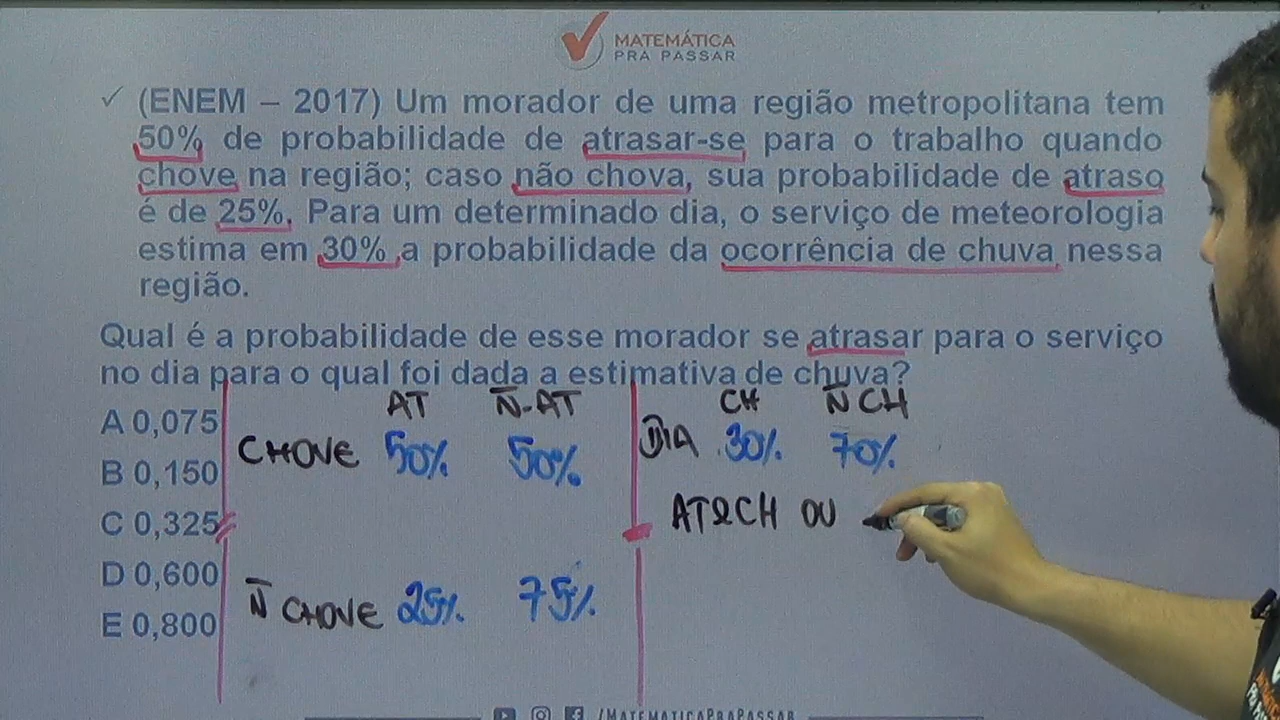 MATEMÁTICA
PRA PASSAR
✓ (ENEM – 2017) Um morador de uma região metropolitana tem
50% de probabilidade de atrasar-se para o trabalho quando
chove na região; caso não chova, sua probabilidade de atraso
é de 25%. Para um determinado dia, o serviço de meteorologia
estima em 30% a probabilidade da ocorrência de chuva nessa
região.
Qual é a probabilidade de esse morador se atrasar para o serviço
no dia para o qual foi dada a estimativa de chuva?
A 0,075
B 0,150
C 0,325
D 0,600
E 0,800
AT N̄-AT
CHOVE 50% 50%
N̄ CHOVE 25% 75%
CH N̄ CH
DIA 30% 70%
AT&CH OU
/MATEMATICAPRAPASSAR